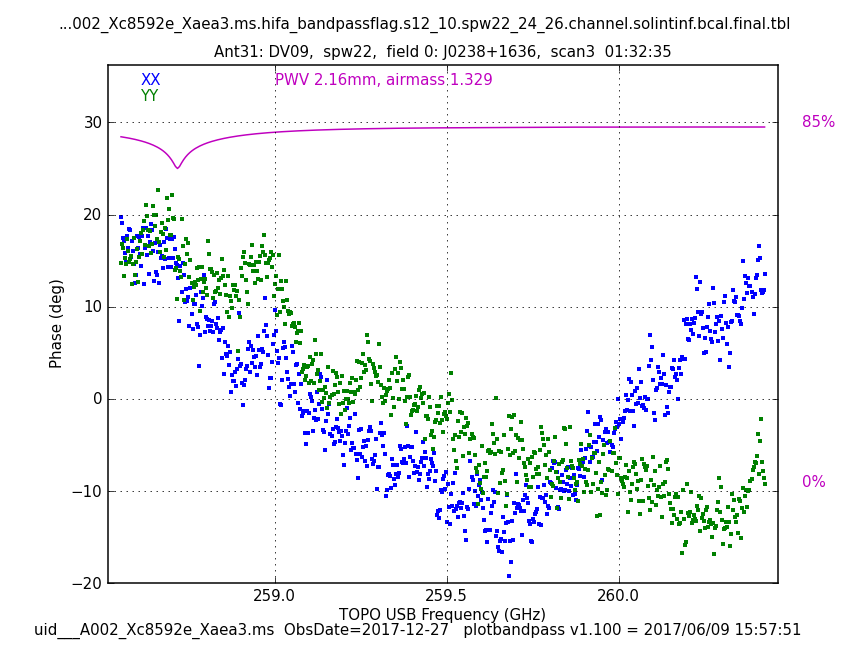 ...002_Xc8592e_Xaea3.ms.hifa_bandpassflag.s12_10.spw22_24_26.channel.solintinf.bcal.final.tbl
Ant31: DV09,  spw22,  field 0: J0238+1636,  scan3  01:32:35
XX
PWV 2.16mm, airmass 1.329
YY
30
85%
20
10
0
−10
0%
−20
259.0
259.5
260.0
Phase (deg)
TOPO USB Frequency (GHz)
uid___A002_Xc8592e_Xaea3.ms  ObsDate=2017-12-27   plotbandpass v1.100 = 2017/06/09 15:57:51